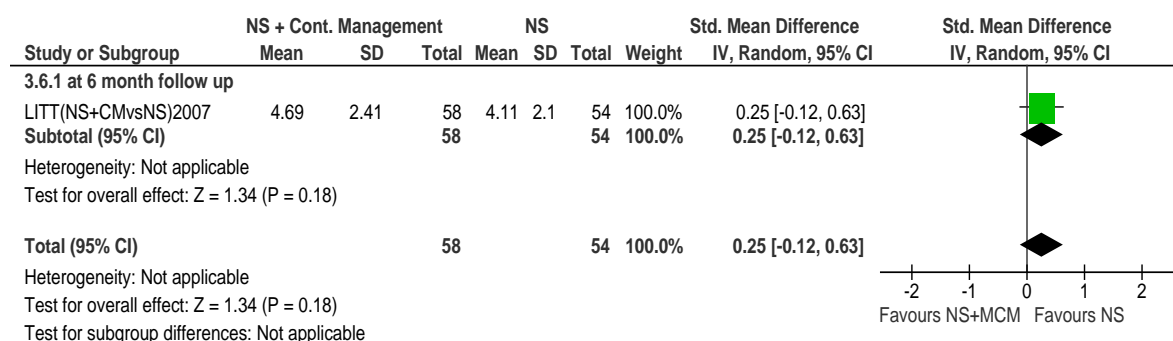 NS + Cont. Management NS Std. Mean Difference Std. Mean Difference
Study or Subgroup Mean SD Total Mean SD Total Weight IV, Random, 95% CI IV, Random, 95% CI
3.6.1 at 6 month follow up
LITT(NS+CMvsNS)2007 4.69 2.41 58 4.11 2.1 54 100.0% 0.25 [-0.12, 0.63]
Subtotal (95% CI) 58 54 100.0% 0.25 [-0.12, 0.63]
Heterogeneity: Not applicable
Test for overall effect: Z = 1.34 (P = 0.18)
Total (95% CI) 58 54 100.0% 0.25 [-0.12, 0.63]
Heterogeneity: Not applicable
Test for overall effect: Z = 1.34 (P = 0.18)
Test for subgroup differences: Not applicable
-2 -1 0 1 2
Favours NS+MCM Favours NS